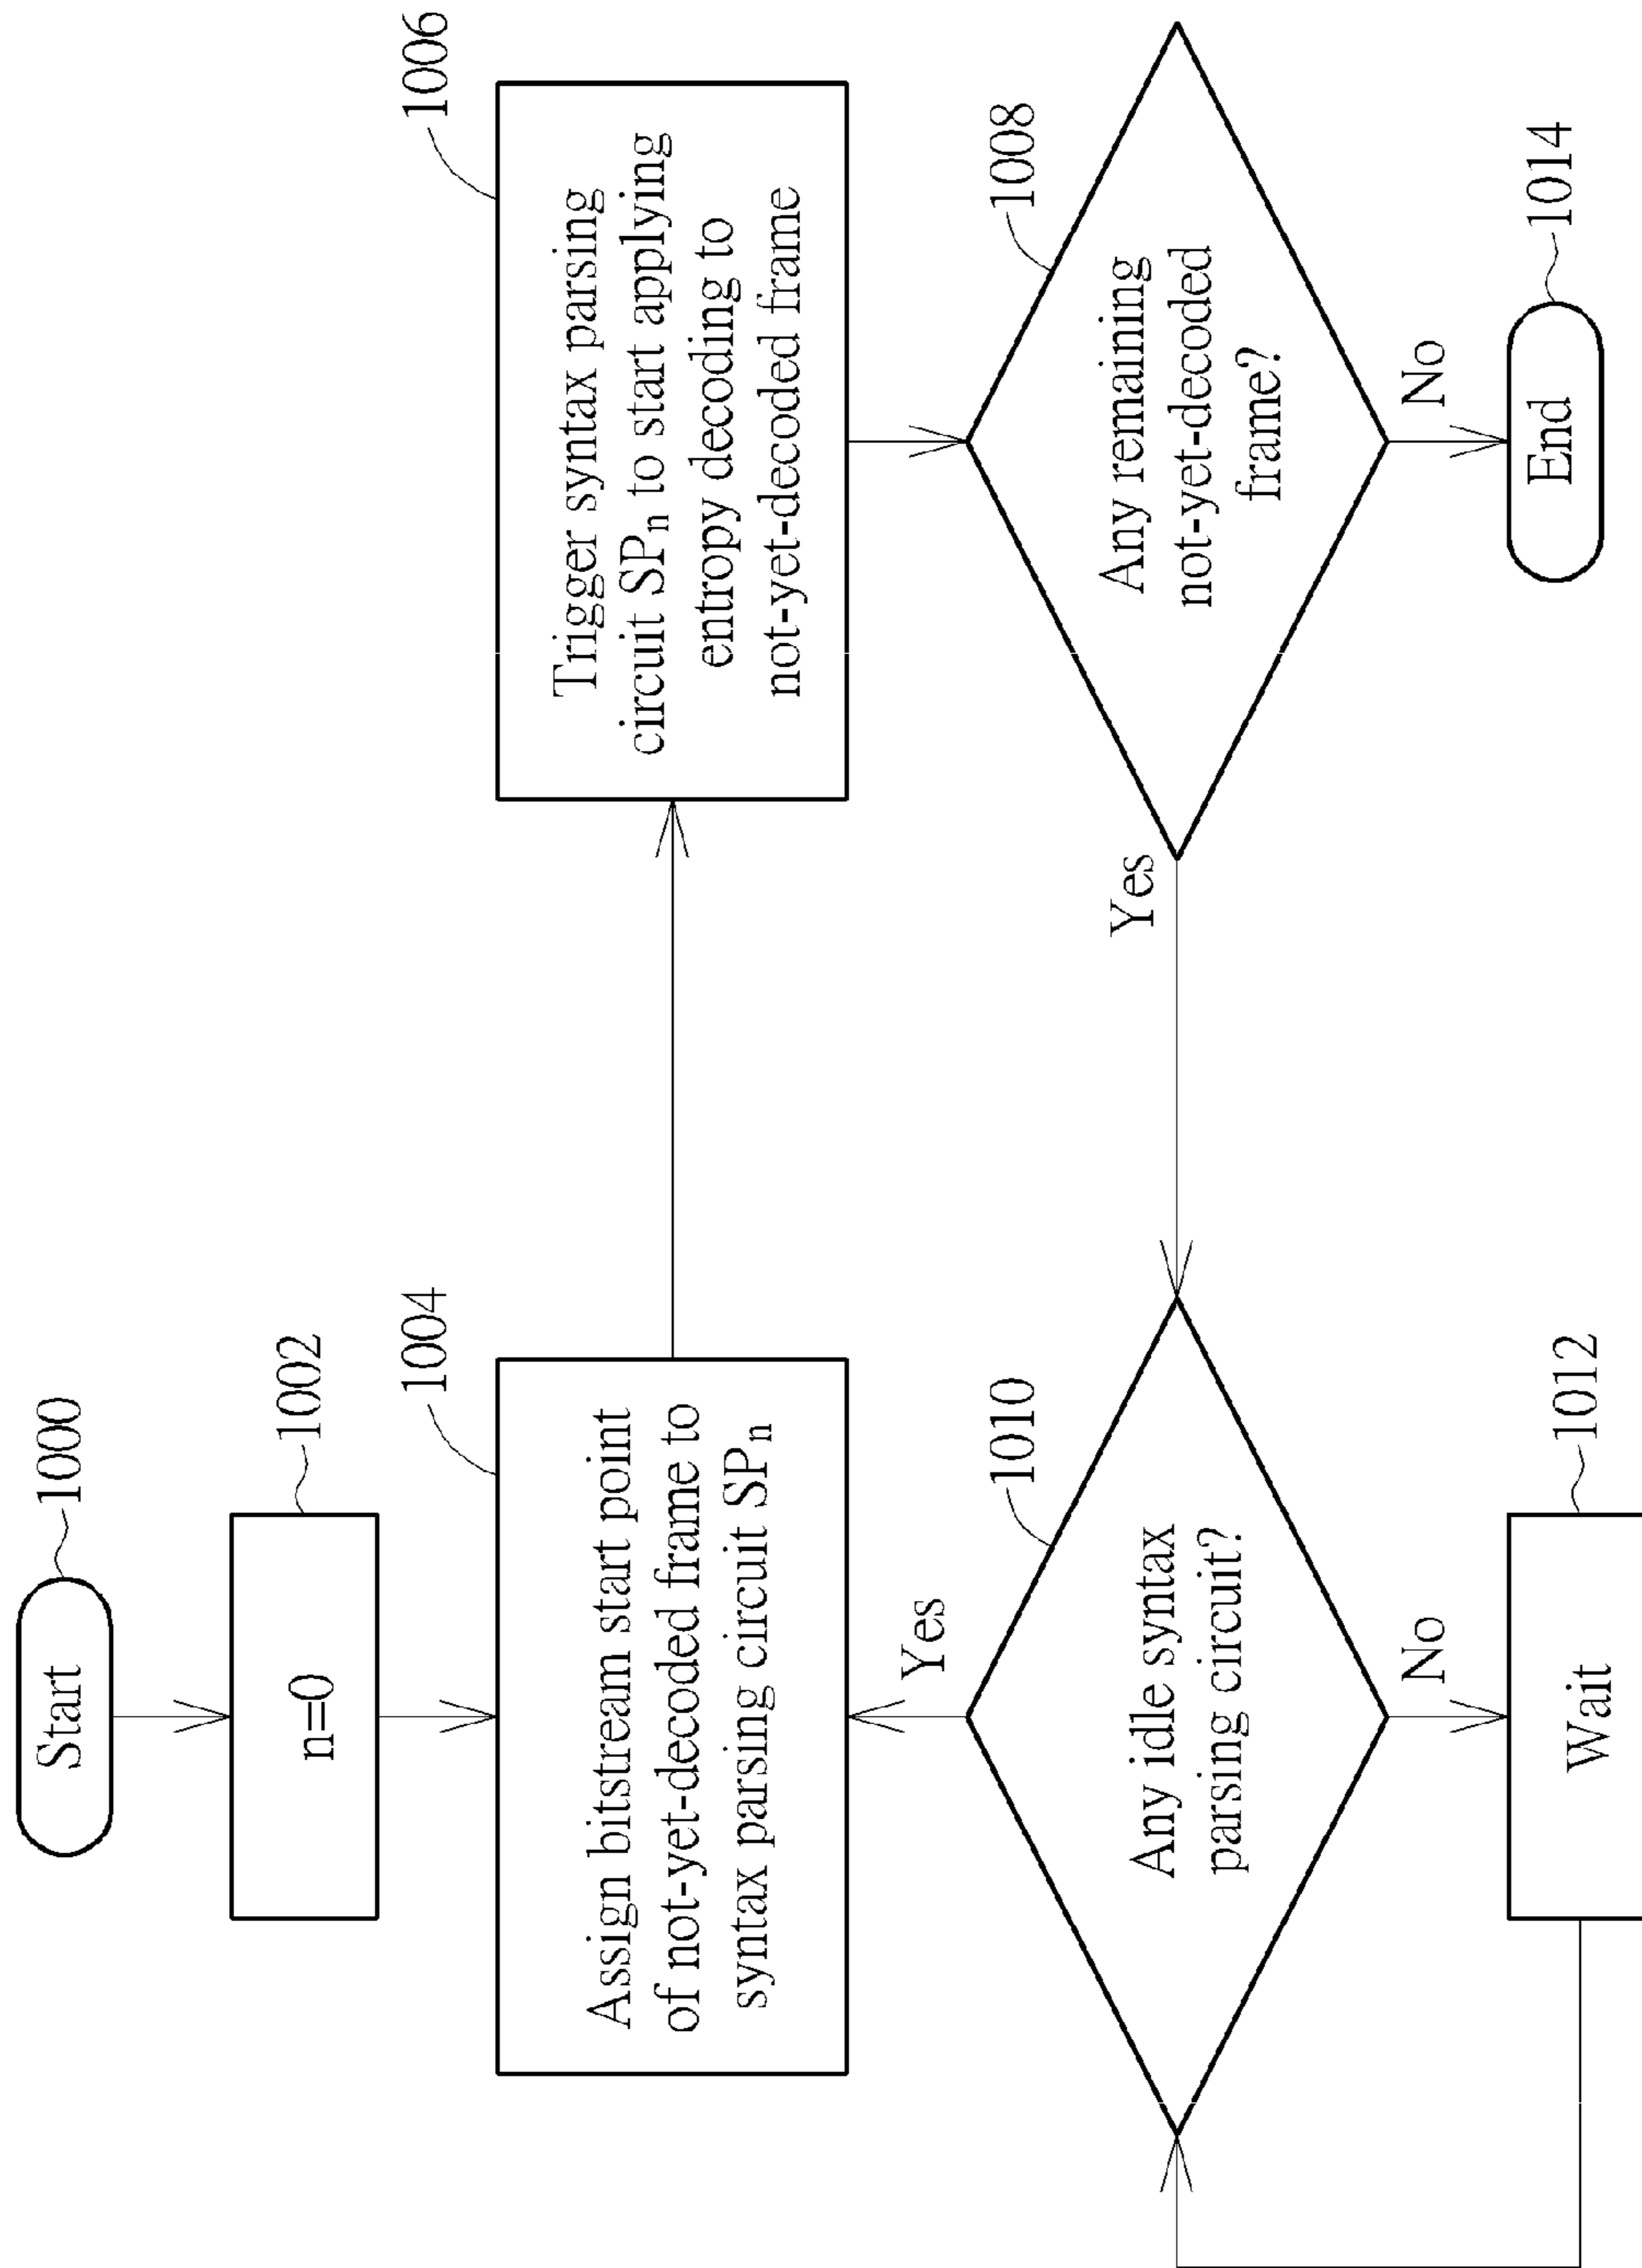 Start
1000
n=0
1002
Assign bitstream start point
of not-yet-decoded frame to
syntax parsing circuit SPn
1004
Trigger syntax parsing
circuit SPn to start applying
entropy decoding to
not-yet-decoded frame
1006
Any remaining
not-yet-decoded
frame?
1008
Yes
No
End
1014
Any idle syntax
parsing circuit?
1010
Yes
No
Wait
1012